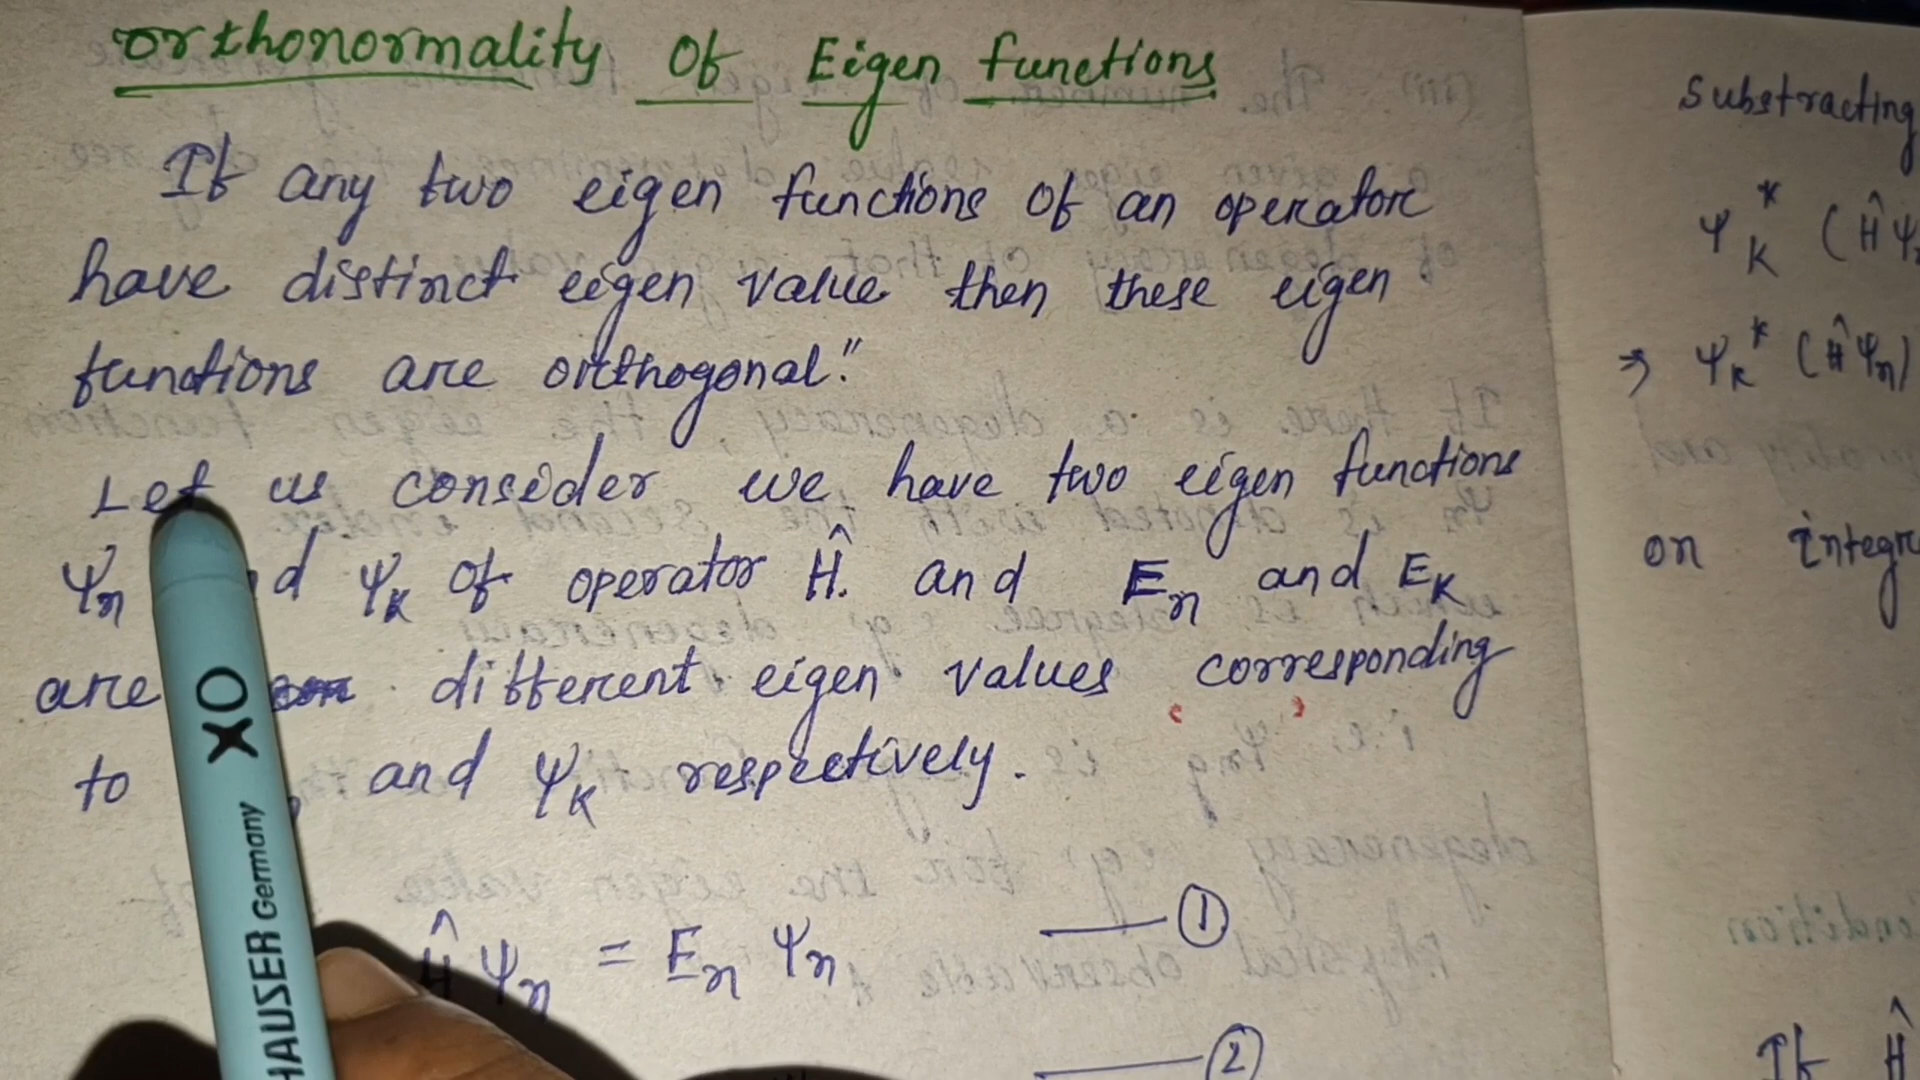 Orthonormality Of Eigen functions
If any two eigen functions of an operator
have distinct eigen value then these eigen
functions are orthogonal."
Let us consider we have two eigen functions
Ψn d Ψk of operator Ĥ. and En and Ek
are different eigen values corresponding
to and Ψk respectively.
Ĥ Ψn = En Ψn —— ①
—— ②
Substracting
Ψk* (Ĥ Ψ
⇒ Ψk* (Ĥ Ψn)
on integr
If Ĥ
XO
HAUSER Germany